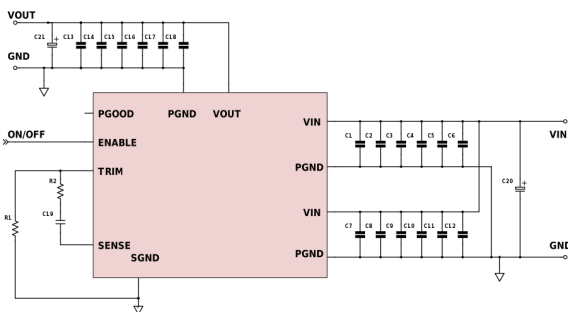 VOUT
C21 C13 C14 C15 C16 C17 C18
+
GND
PGOOD PGND VOUT
VIN
ON/OFF
ENABLE
C1 C2 C3 C4 C5 C6
VIN
TRIM
PGND
R2
C20
+
C19
VIN
R1
C7 C8 C9 C10 C11 C12
SENSE
GND
SGND
PGND